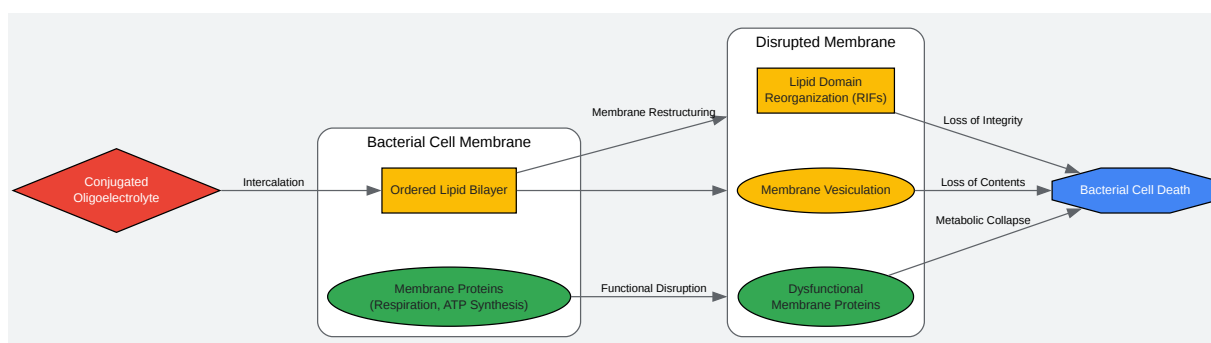 Conjugated
Oligoelectrolyte
Intercalation
Bacterial Cell Membrane
Ordered Lipid Bilayer
Membrane Proteins
(Respiration, ATP Synthesis)
Membrane Restructuring
Functional Disruption
Disrupted Membrane
Lipid Domain
Reorganization (RIFs)
Membrane Vesiculation
Dysfunctional
Membrane Proteins
Loss of Integrity
Loss of Contents
Metabolic Collapse
Bacterial Cell Death